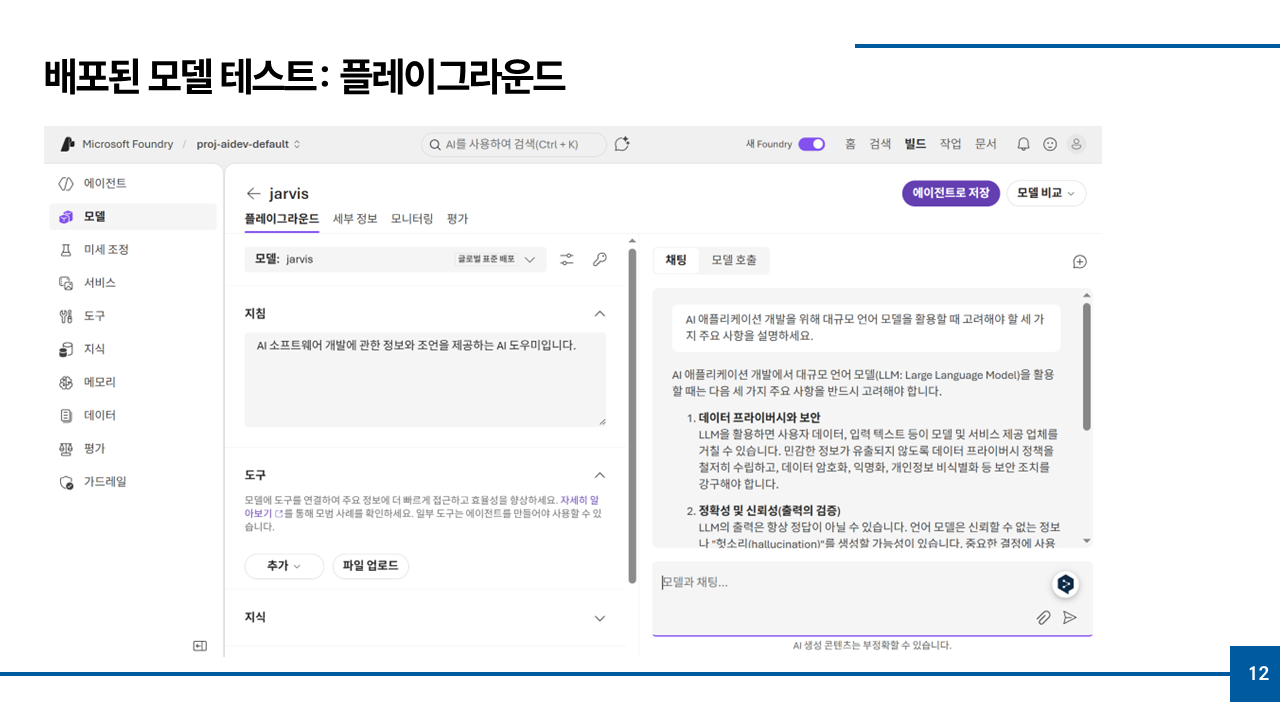 배포된 모델 테스트: 플레이그라운드
Microsoft Foundry / proj-aidev-default
AI를 사용하여 검색(Ctrl + K)
새 Foundry
홈 검색 빌드 작업 문서
에이전트
모델
미세 조정
서비스
도구
지식
메모리
데이터
평가
가드레일
jarvis
에이전트로 저장
모델 비교
플레이그라운드 세부 정보 모니터링 평가
모델: jarvis 글로벌 표준 배포
지침
AI 소프트웨어 개발에 관한 정보와 조언을 제공하는 AI 도우미입니다.
도구
모델에 도구를 연결하여 주요 정보에 더 빠르게 접근하고 효율성을 향상하세요. 자세히 알
아보기 를 통해 모범 사례를 확인하세요. 일부 도구는 에이전트를 만들어야 사용할 수 있
습니다.
추가 파일 업로드
지식
채팅 모델 호출
AI 애플리케이션 개발을 위해 대규모 언어 모델을 활용할 때 고려해야 할 세 가
지 주요 사항을 설명하세요.
AI 애플리케이션 개발에서 대규모 언어 모델(LLM: Large Language Model)을 활용
할 때는 다음 세 가지 주요 사항을 반드시 고려해야 합니다.
1. 데이터 프라이버시와 보안
LLM을 활용하면 사용자 데이터, 입력 텍스트 등이 모델 및 서비스 제공 업체를
거칠 수 있습니다. 민감한 정보가 유출되지 않도록 데이터 프라이버시 정책을
철저히 수립하고, 데이터 암호화, 익명화, 개인정보 비식별화 등 보안 조치를
강구해야 합니다.
2. 정확성 및 신뢰성(출력의 검증)
LLM의 출력은 항상 정답이 아닐 수 있습니다. 언어 모델은 신뢰할 수 없는 정보
나 "헛소리(hallucination)"를 생성할 가능성이 있습니다. 중요한 결정에 사용
모델과 채팅...
AI 생성 콘텐츠는 부정확할 수 있습니다.
12